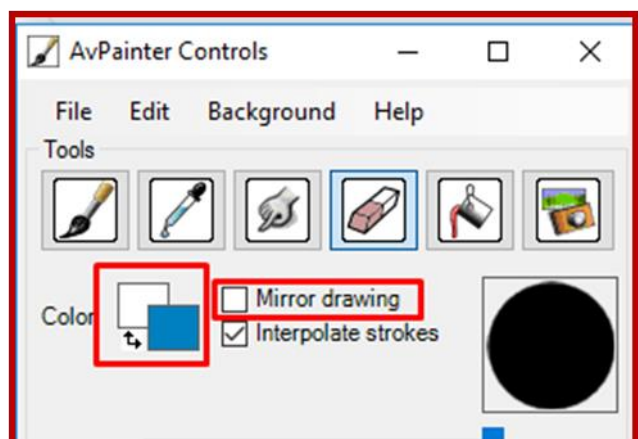 AvPainter Controls
File Edit Background Help
Tools
Color
Mirror drawing
Interpolate strokes